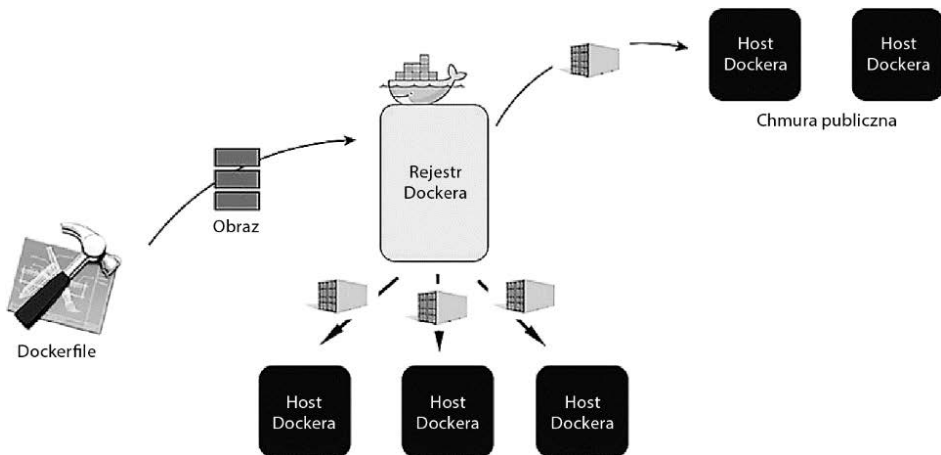 Host
Dockera
Host
Dockera
Chmura publiczna
Rejestr
Dockera
Obraz
Dockerfile
Host
Dockera
Host
Dockera
Host
Dockera